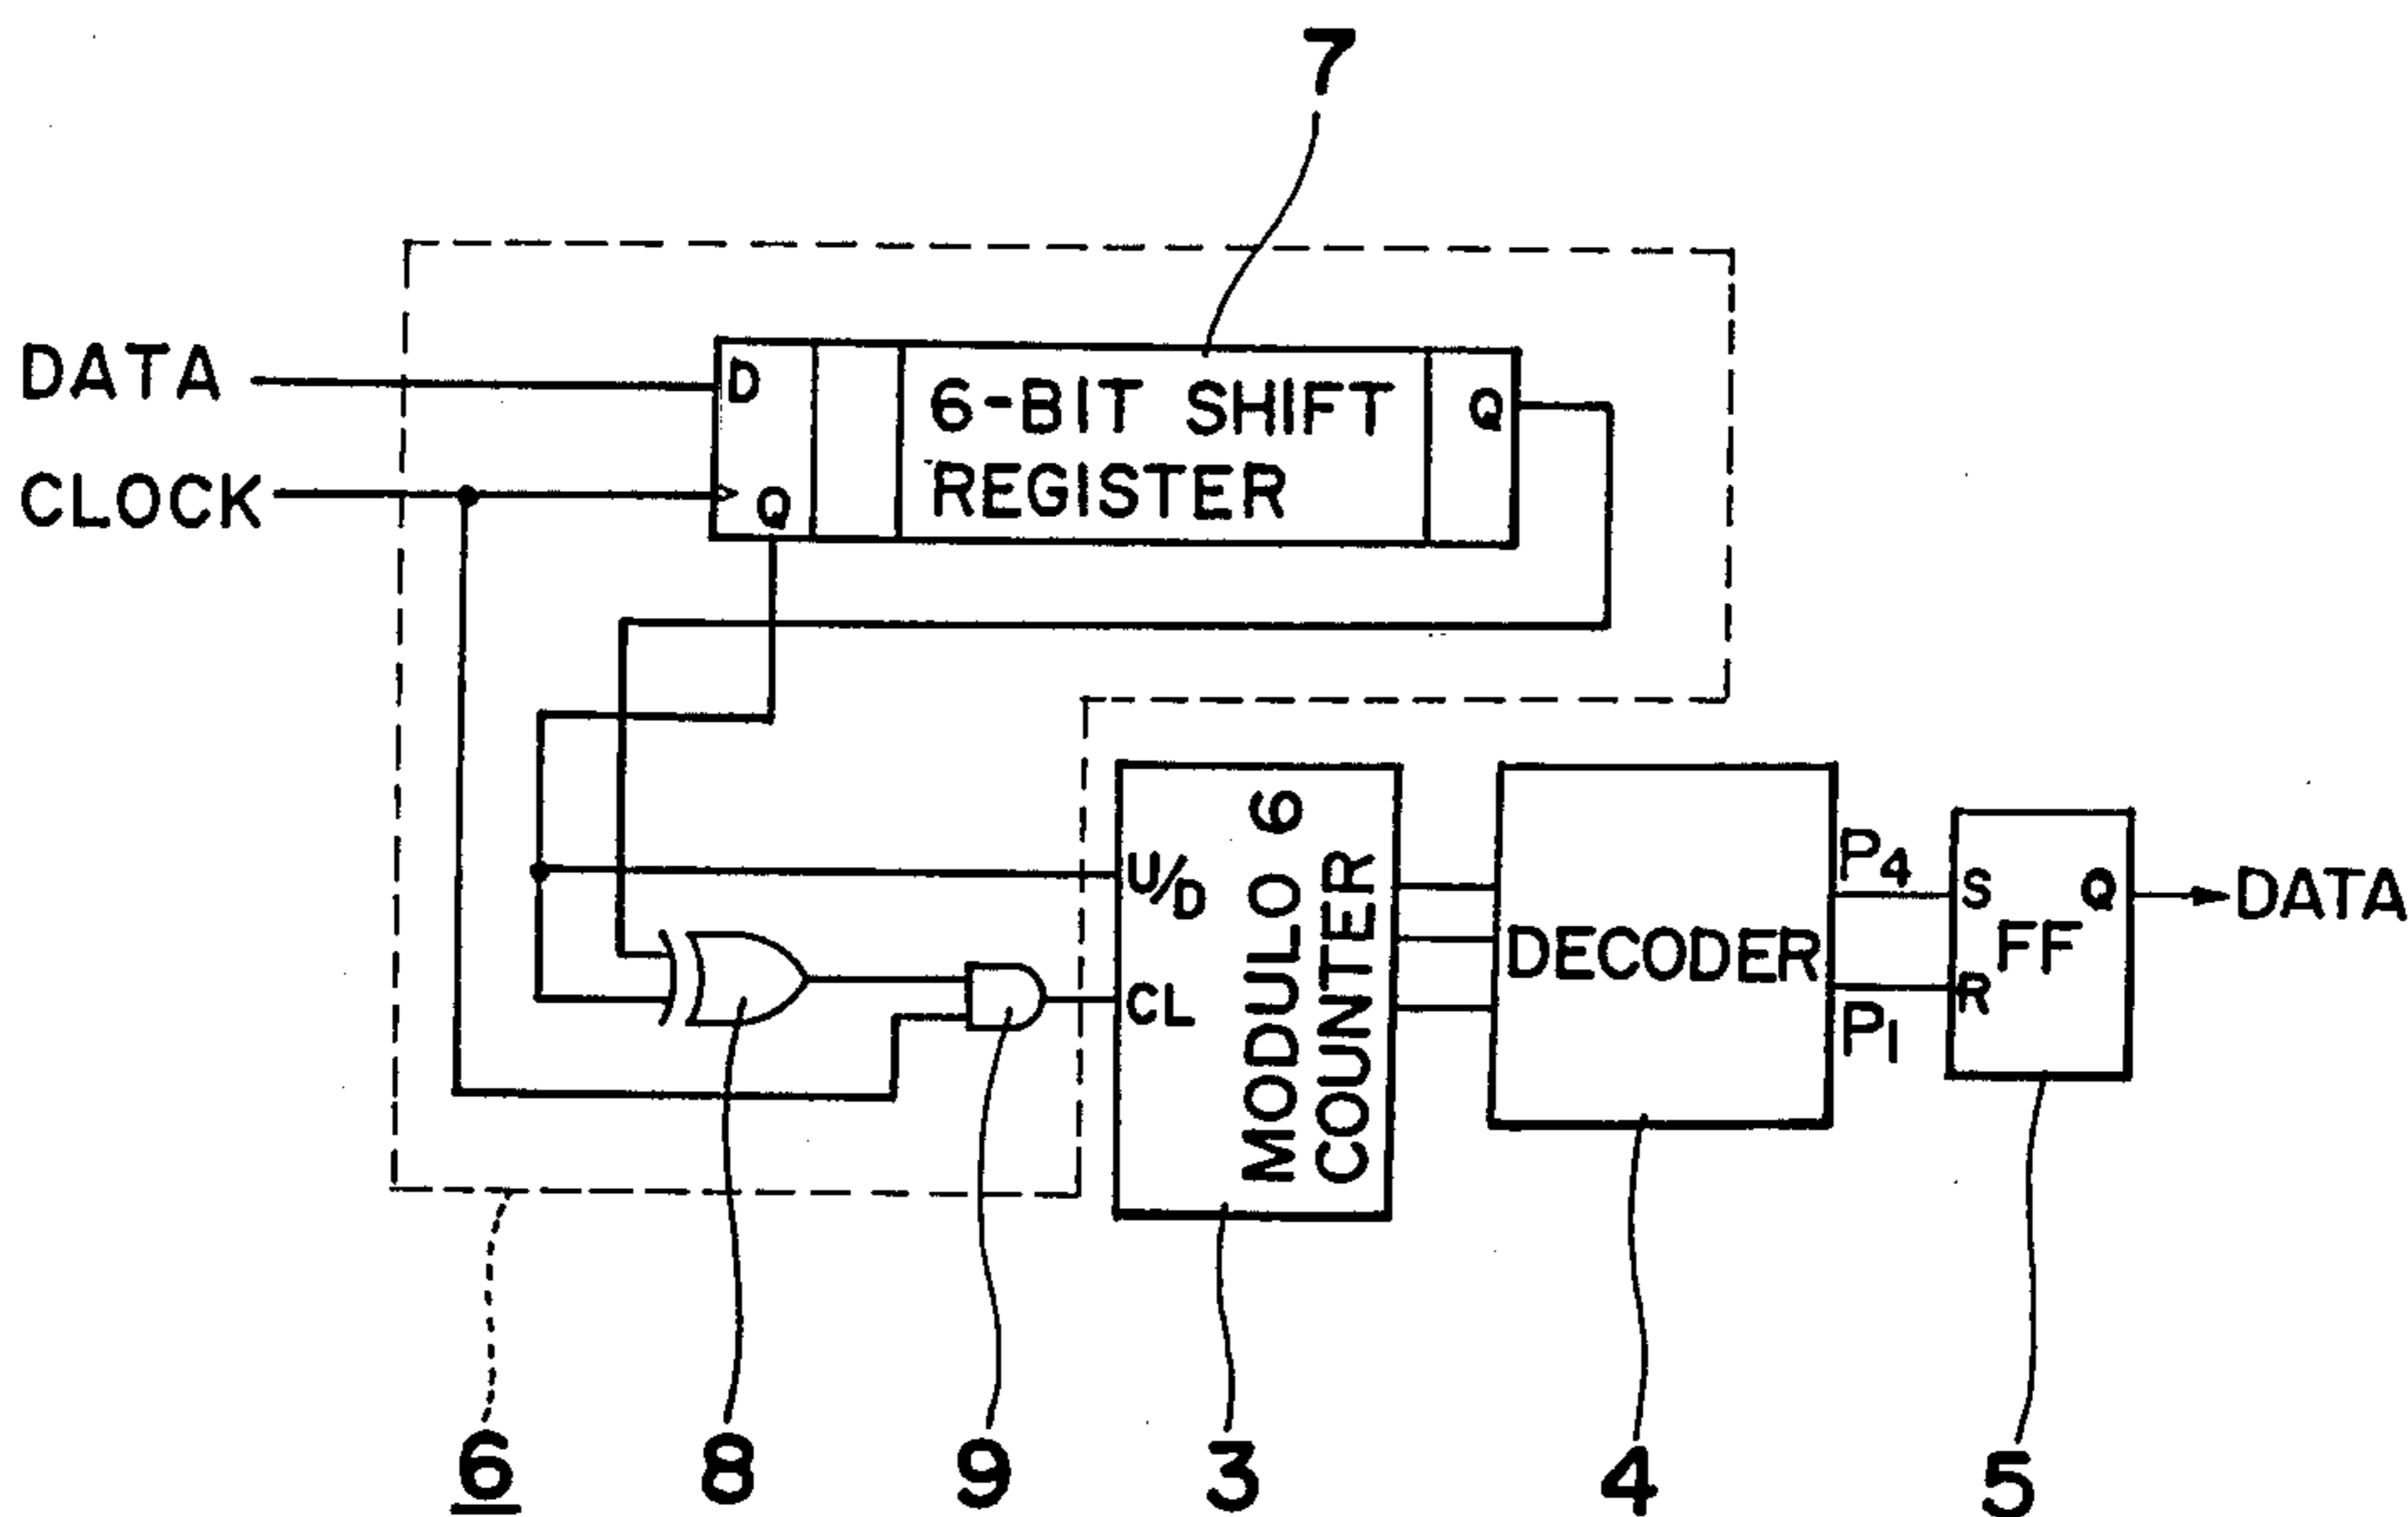 7
DATA
CLOCK
D
Q
6-BIT SHIFT
REGISTER
Q
U/D
CL
MODULO 6
COUNTER
DECODER
P4
P1
S
Q
FF
R
DATA
6
8
9
3
4
5